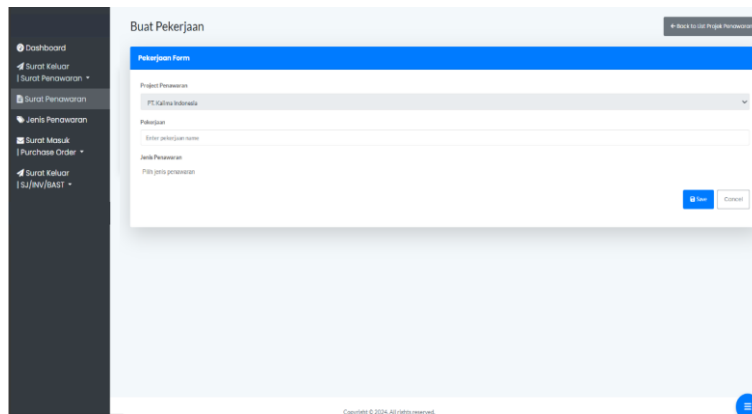 Buat Pekerjaan
← Back to List Projek Penawaran
Dashboard
Surat Keluar
| Surat Penawaran
Surat Penawaran
Jenis Penawaran
Surat Masuk
| Purchase Order
Surat Keluar
| SJ/INV/BAST
Pekerjaan Form
Project Penawaran
PT. Kalima Indonesia
Pekerjaan
Enter pekerjaan name
Jenis Penawaran
Pilih jenis penawaran
Save
Cancel
Copyright © 2024. All rights reserved.